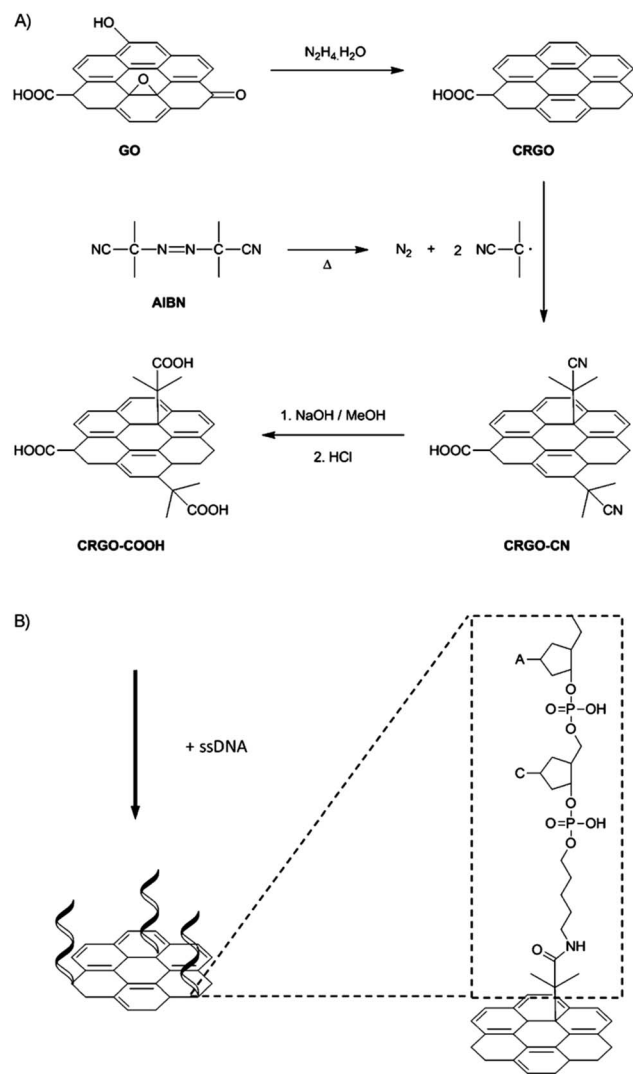 A)
HO
O
HOOC
O
GO
N2H4.H2O
HOOC
CRGO
NC—C—N=N—C—CN
AIBN
Δ
N2 + 2 NC—C·
COOH
HOOC
COOH
CRGO-COOH
1. NaOH / MeOH
2. HCl
CN
HOOC
CN
CRGO-CN
B)
+ ssDNA
A
O
O=P—OH
O
C
O
O=P—OH
O
NH
O